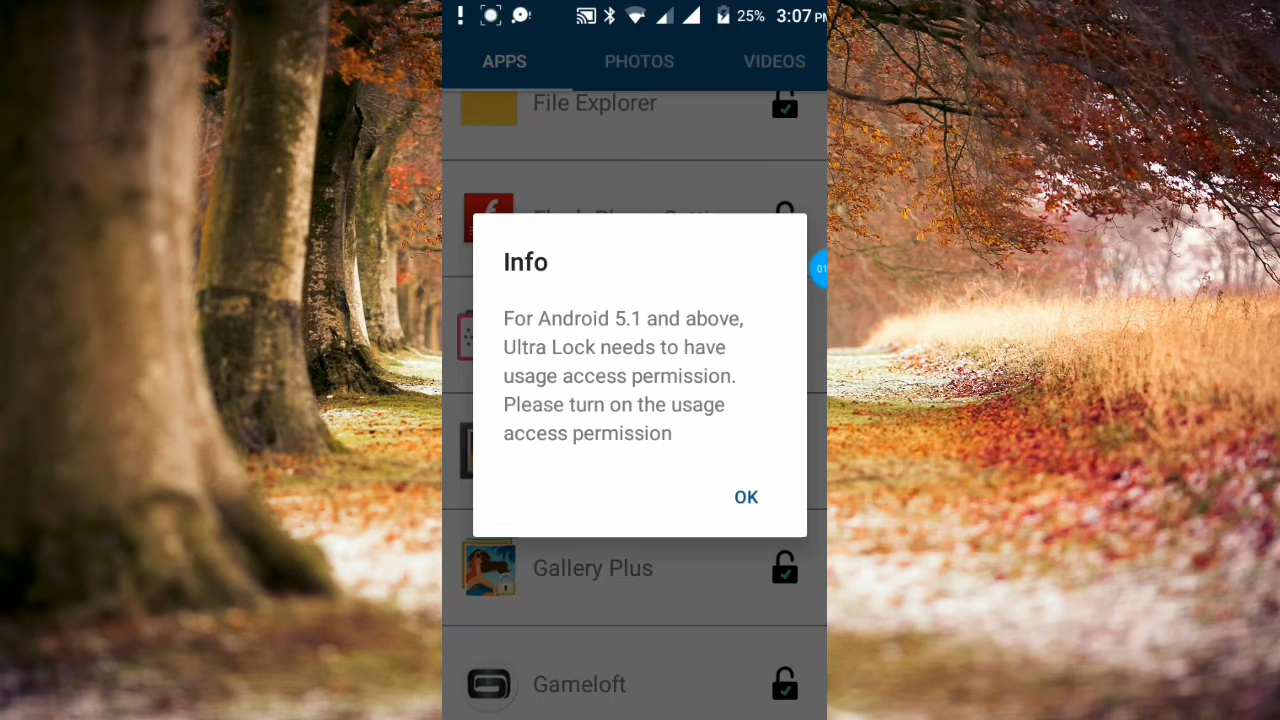 25% 3:07
APPS PHOTOS VIDEOS
File Explorer
Info
For Android 5.1 and above,
Ultra Lock needs to have
usage access permission.
Please turn on the usage
access permission
OK
Gallery Plus
Gameloft